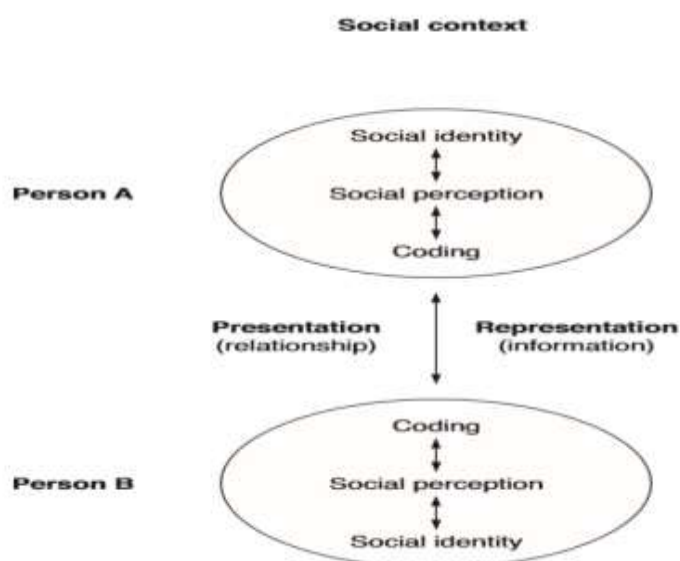 Social context
Social identity
Person A
Social perception
Coding
Presentation
(relationship)
Representation
(information)
Coding
Person B
Social perception
Social identity